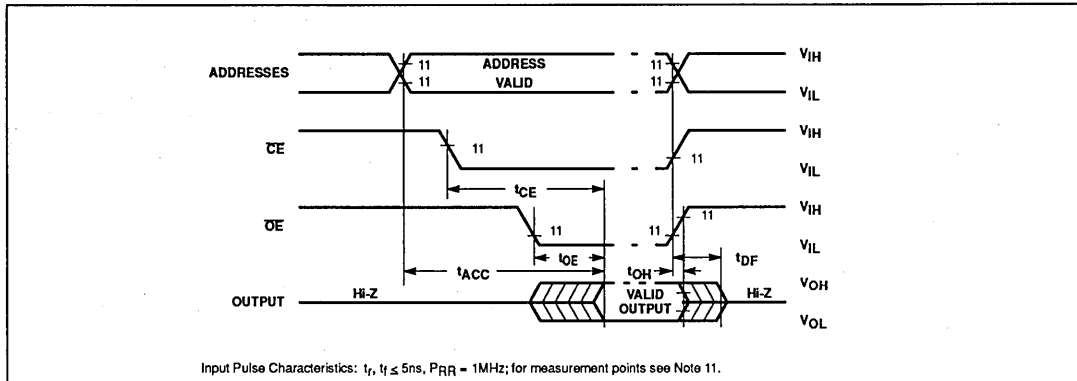 ADDRESSES
11
11
ADDRESS
VALID
11
11
VIH
VIL
CE
11
11
VIH
VIL
tCE
OE
11
11
11
VIH
VIL
tOE
tOH
tDF
tACC
OUTPUT
Hi-Z
VALID
OUTPUT
Hi-Z
VOH
VOL
Input Pulse Characteristics: tr, tf ≤ 5ns, PRR = 1MHz; for measurement points see Note 11.